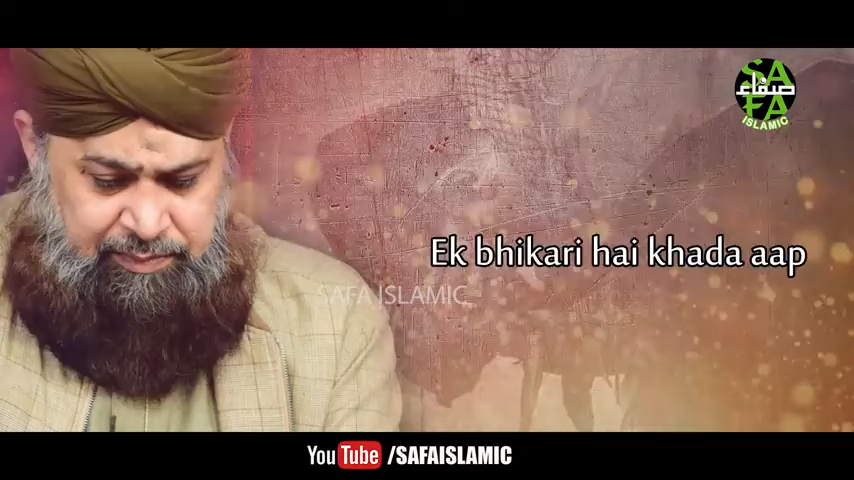 SAFA
صفاء
ISLAMIC
Ek bhikari hai khada aap
SAFA ISLAMIC
YouTube /SAFAISLAMIC